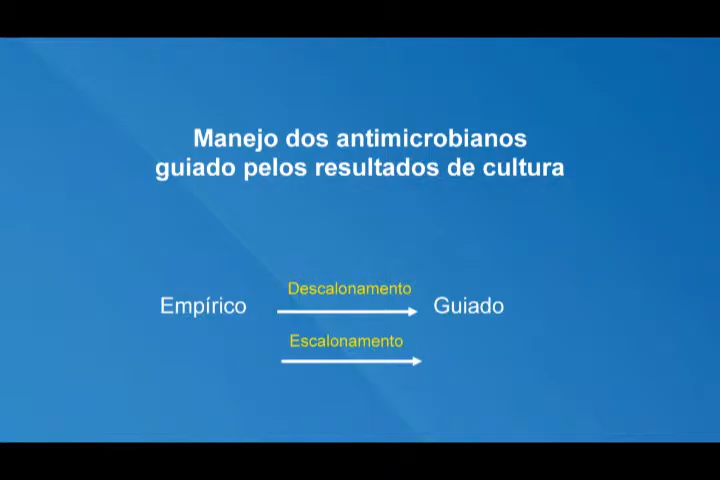 Manejo dos antimicrobianos
guiado pelos resultados de cultura
Descalonamento
Empírico
Guiado
Escalonamento